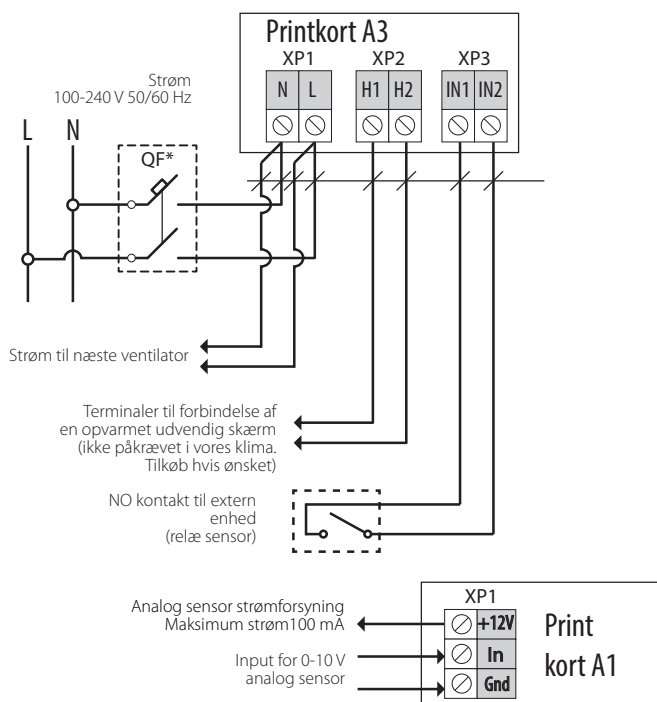 Printkort A3
XP1 XP2 XP3
N L H1 H2 IN1 IN2
Strøm
100-240 V 50/60 Hz
L N
QF*
Strøm til næste ventilator
Terminaler til forbindelse af
en opvarmet udvendig skærm
(ikke påkrævet i vores klima.
Tilkøb hvis ønsket)
NO kontakt til extern
enhed
(relæ sensor)
XP1
Analog sensor strømforsyning
Maksimum strøm100 mA
+12V
In
Gnd
Print
kort A1
Input for 0-10 V
analog sensor